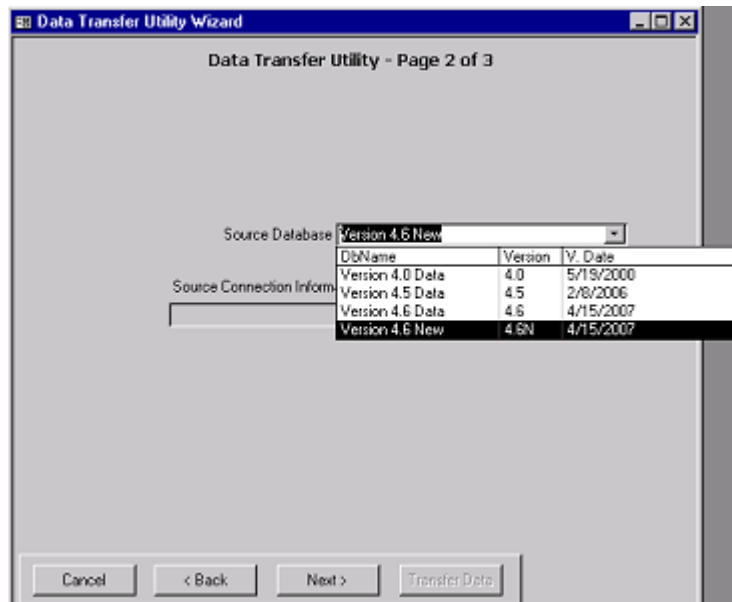 Data Transfer Utility Wizard
Data Transfer Utility - Page 2 of 3
Source Database Version 4.6 New
DbName Version V. Date
Version 4.0 Data 4.0 5/19/2000
Source Connection Inform
Version 4.5 Data 4.5 2/8/2006
Version 4.6 Data 4.6 4/15/2007
Version 4.6 New 4.6N 4/15/2007
Cancel < Back Next > Transfer Data